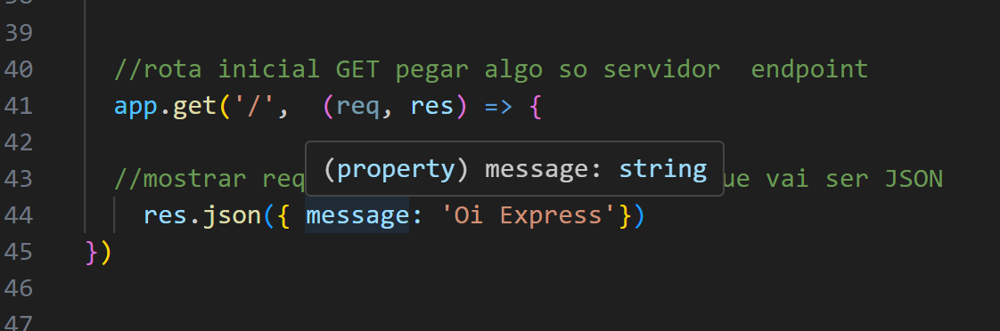 39
40 //rota inicial GET pegar algo so servidor  endpoint
41 app.get('/',  (req, res) => {
42
(property) message: string
43 //mostrar req ue vai ser JSON
44 res.json({ message: 'Oi Express'})
45 })
46
47